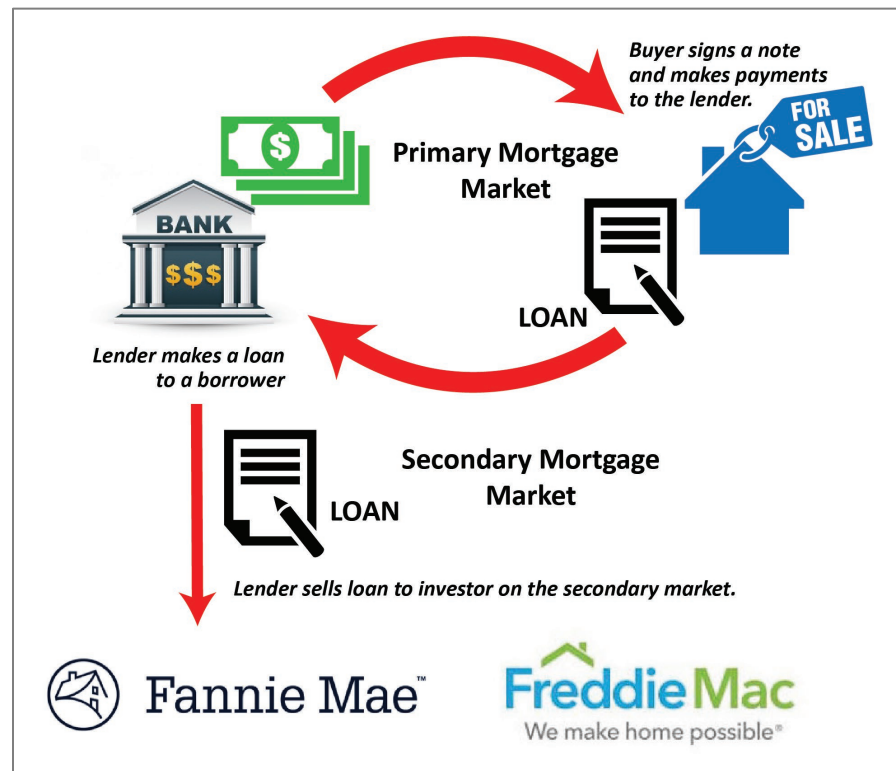 Buyer signs a note
and makes payments
to the lender.
FOR
SALE
$
Primary Mortgage
Market
BANK
$$$
LOAN
Lender makes a loan
to a borrower
Secondary Mortgage
Market
LOAN
Lender sells loan to investor on the secondary market.
Fannie Mae™
Freddie Mac
We make home possible®